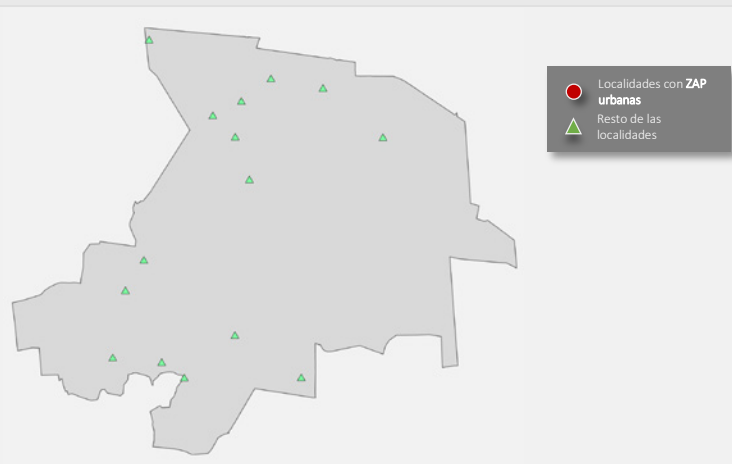 Localidades con ZAP
urbanas
Resto de las
localidades